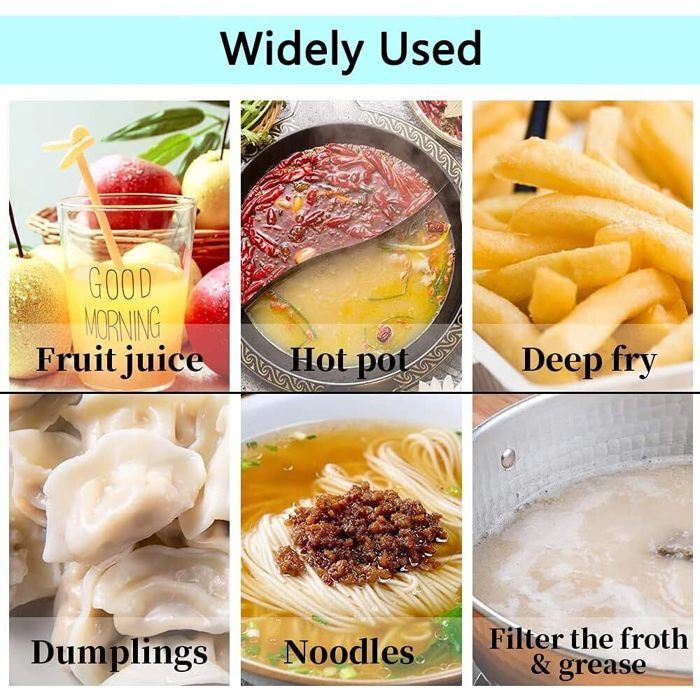 Widely Used
GOOD
MORNING
Fruit juice
Hot pot
Deep fry
Dumplings
Noodles
Filter the froth
& grease